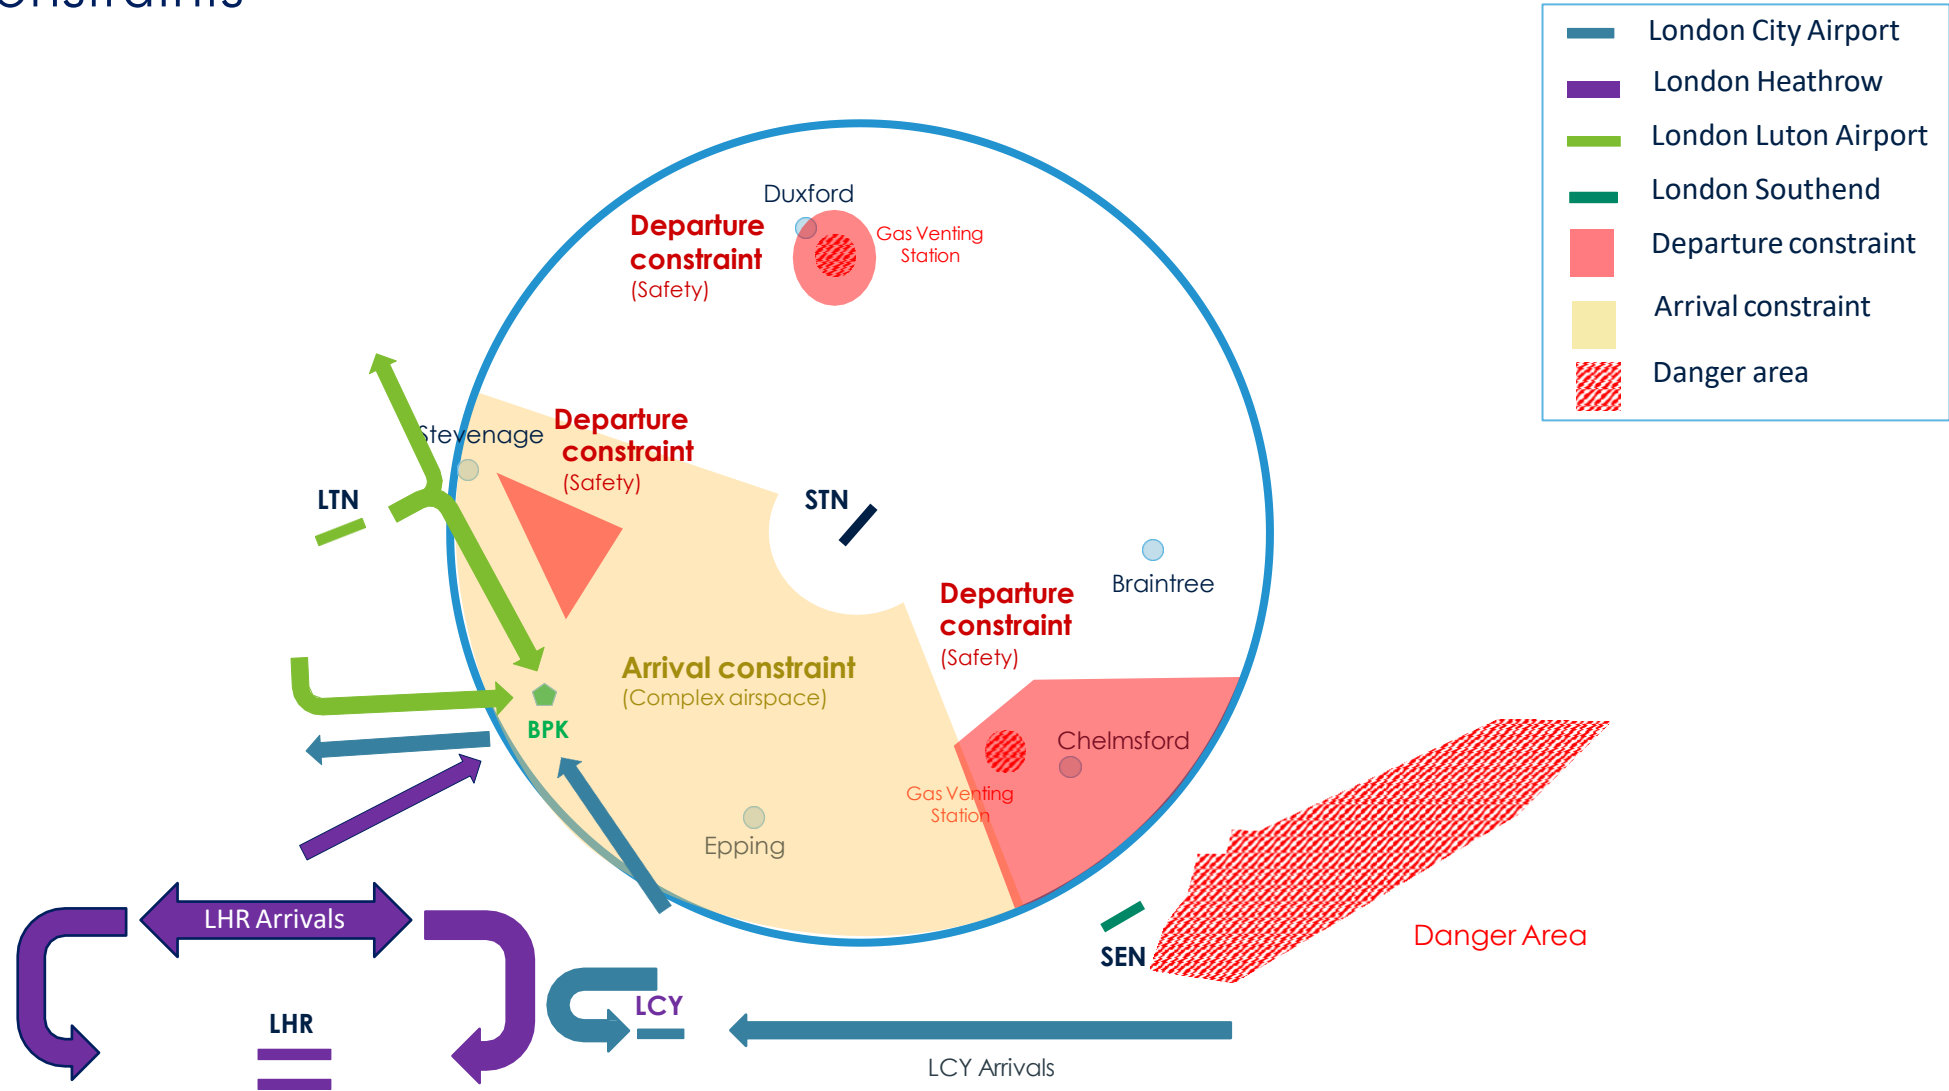 London City Airport
London Heathrow
London Luton Airport
London Southend
Departure constraint
Arrival constraint
Danger area
Duxford
Departure
constraint
(Safety)
Gas Venting
Station
Stevenage
Departure
constraint
(Safety)
LTN
STN
Braintree
Departure
constraint
(Safety)
Arrival constraint
(Complex airspace)
BPK
Chelmsford
Gas Venting
Station
Epping
LHR Arrivals
SEN
Danger Area
LCY
LHR
LCY Arrivals